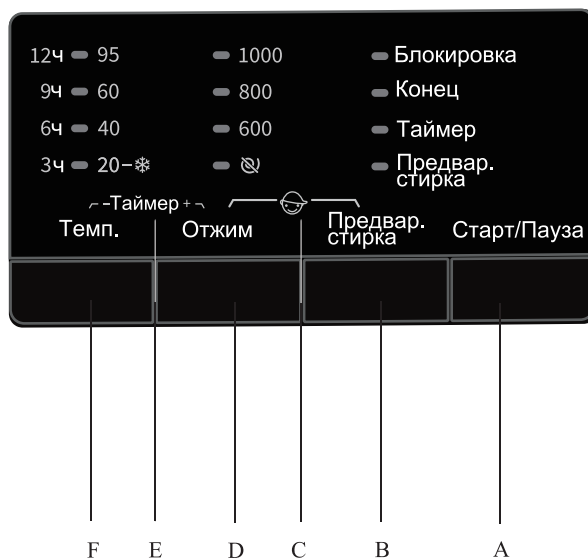 12ч 95 1000 Блокировка
9ч 60 800 Конец
6ч 40 600 Таймер
3ч 20-❄ Предвар.
стирка
--Таймер+-
Темп. Отжим Предвар.
стирка Старт/Пауза
F E D C B A